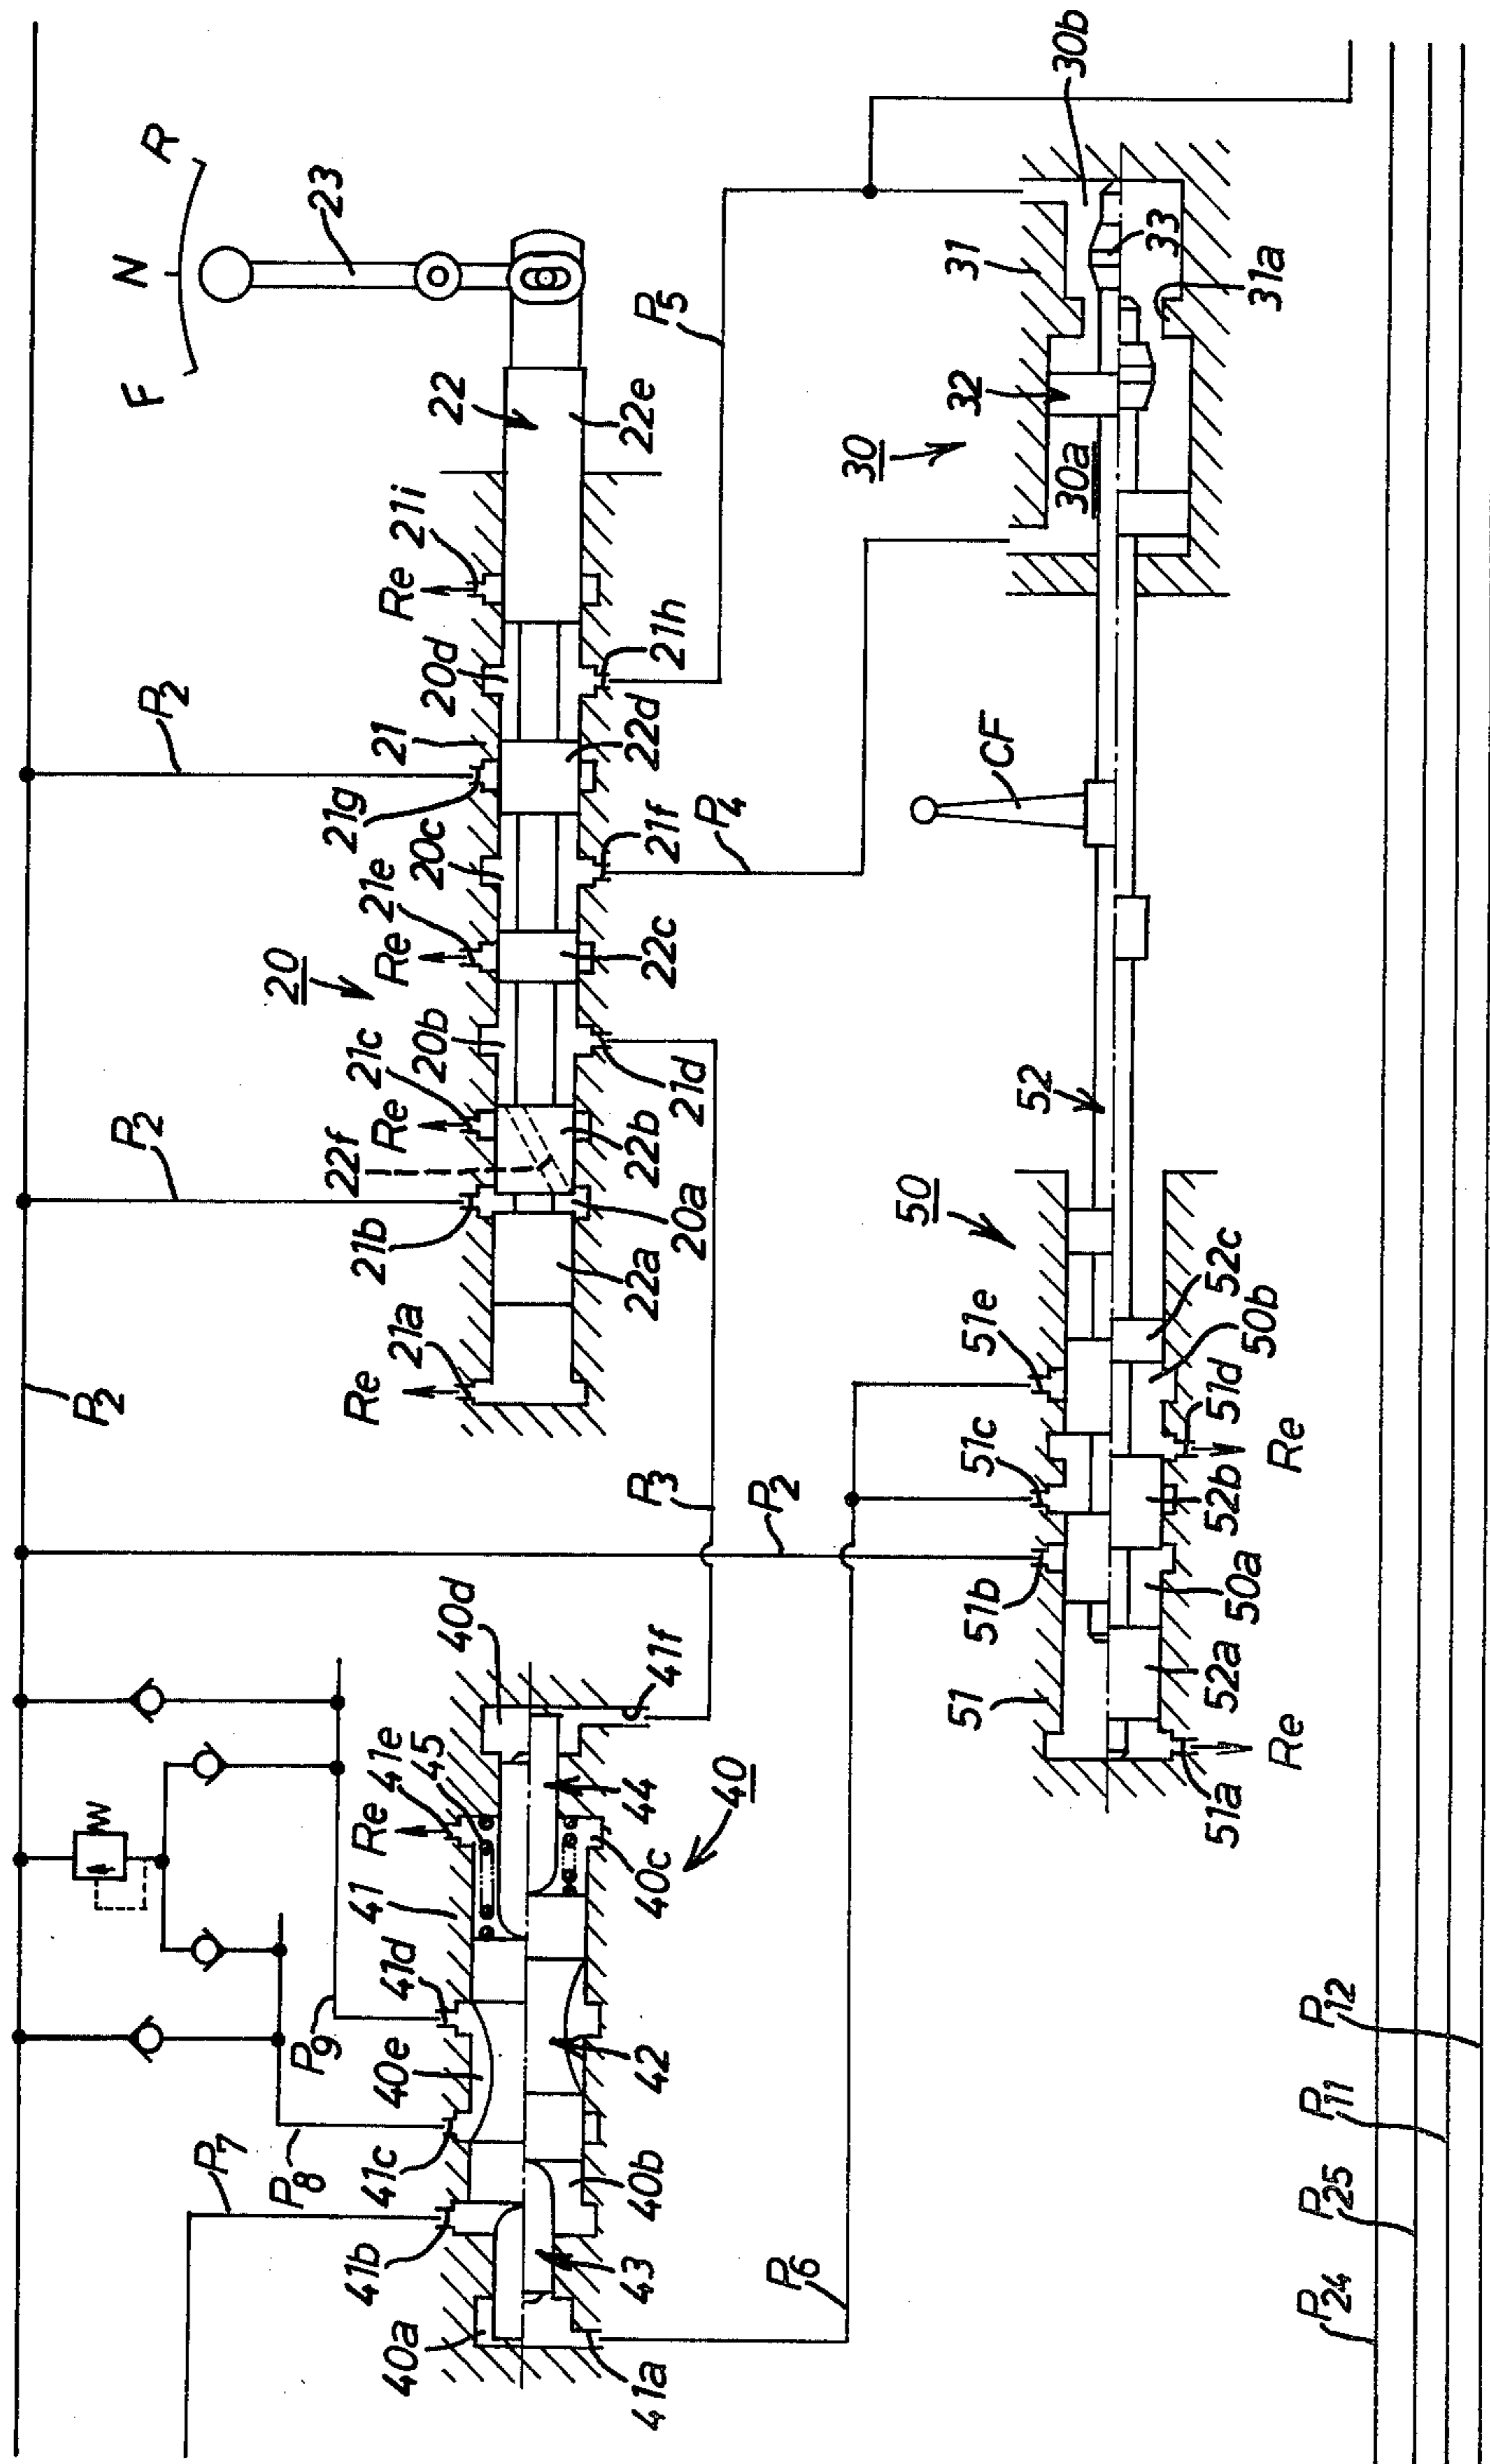 R
N
F
23
P2
P5
22
22e
Re
21i
20d
21h
21
22d
21g
20c
P4
21f
21e
Re
22c
20
20b
21c
21d
Re
22f
22b
P2
20a
21b
22a
21a
Re
P2
P3
P2
30b
31
33
31a
32
30
30a
CF
52
50
52c
50b
51e
51d
51c
Re
52b
51b
50a
51
52a
Re
51a
40d
41f
45
41e
Re
44
40
40c
41
41d
P9
40e
42
P8
41c
P7
40b
41b
43
40a
41a
P6
P12
P11
P25
P24